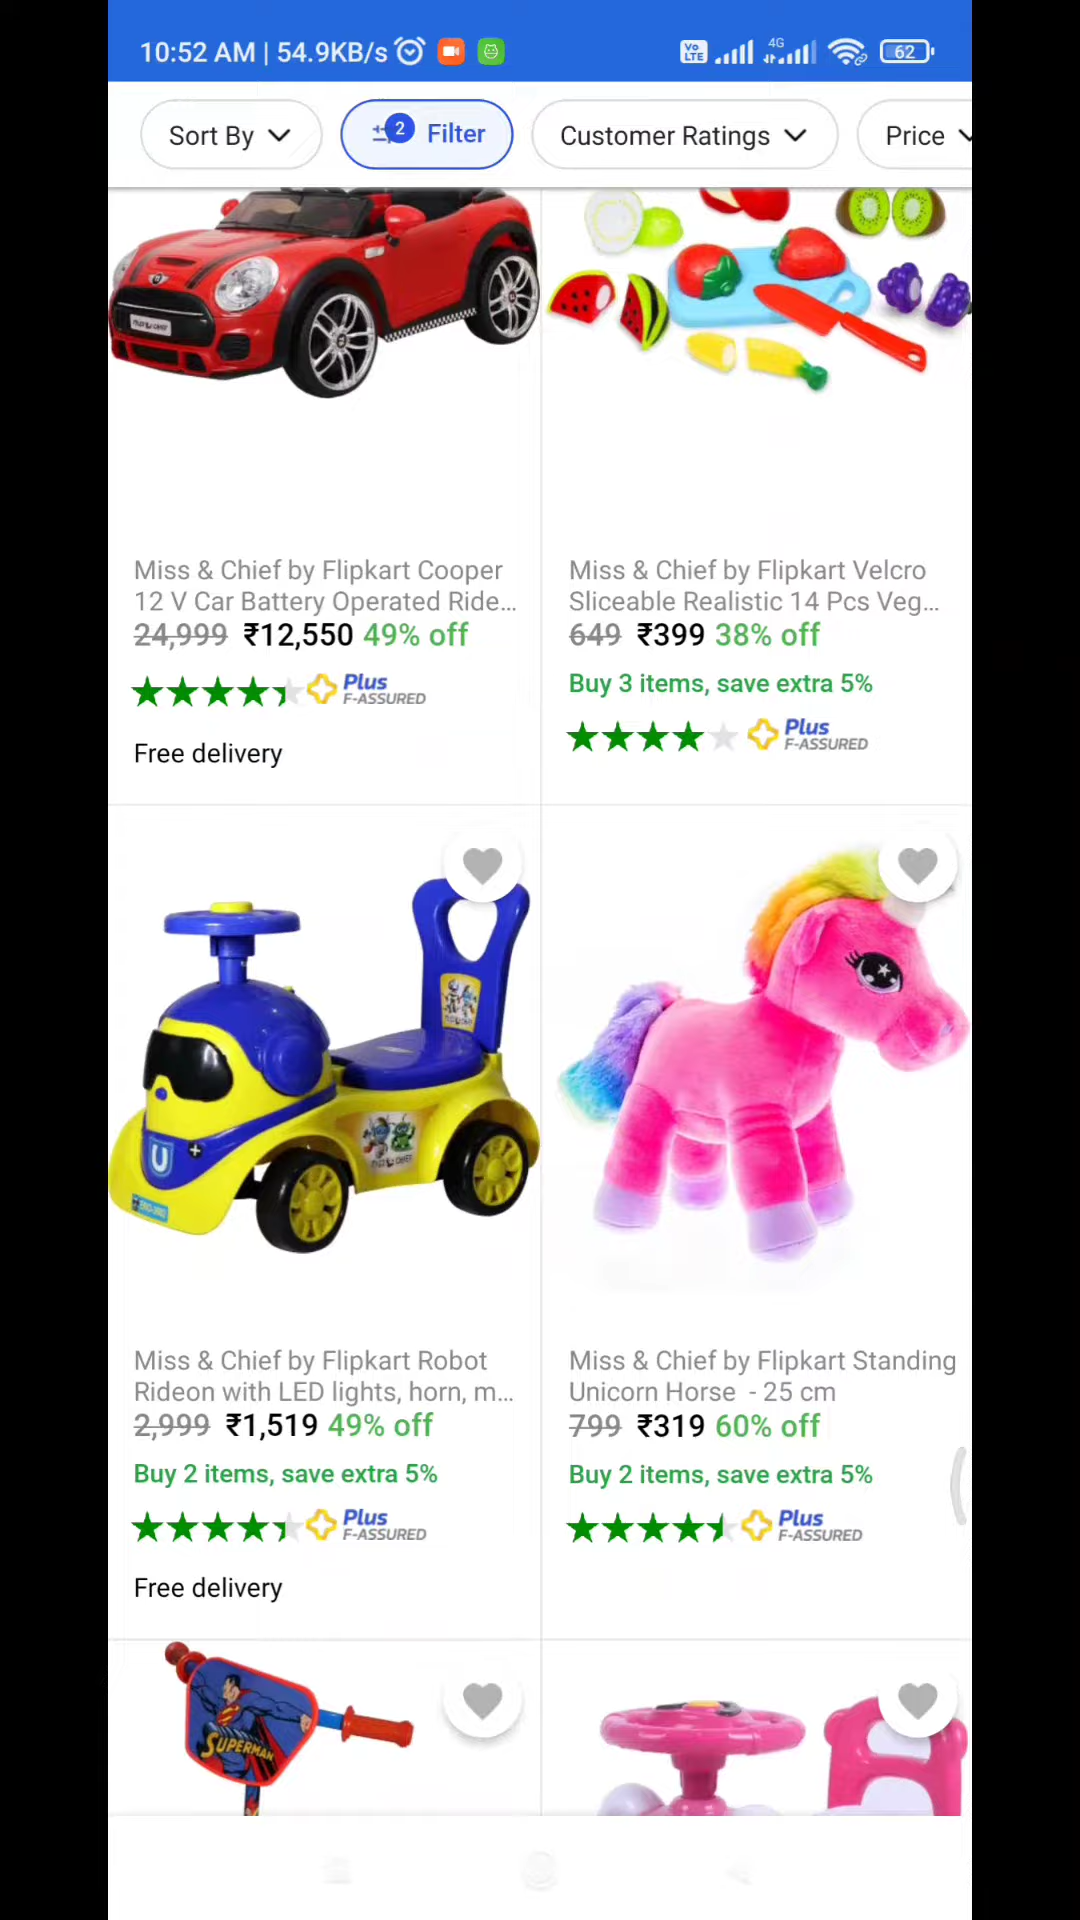 10:52 AM | 54.9KB/s
Vo LTE
4G
62
Sort By
2
Filter
Customer Ratings
Price
Miss & Chief by Flipkart Cooper
12 V Car Battery Operated Ride...
24,999 ₹12,550 49% off
Plus
F-ASSURED
Free delivery
Miss & Chief by Flipkart Velcro
Sliceable Realistic 14 Pcs Veg...
649 ₹399 38% off
Buy 3 items, save extra 5%
Plus
F-ASSURED
U
Miss & Chief by Flipkart Robot
Rideon with LED lights, horn, m...
2,999 ₹1,519 49% off
Buy 2 items, save extra 5%
Plus
F-ASSURED
Free delivery
Miss & Chief by Flipkart Standing
Unicorn Horse - 25 cm
799 ₹319 60% off
Buy 2 items, save extra 5%
Plus
F-ASSURED
SUPERMAN